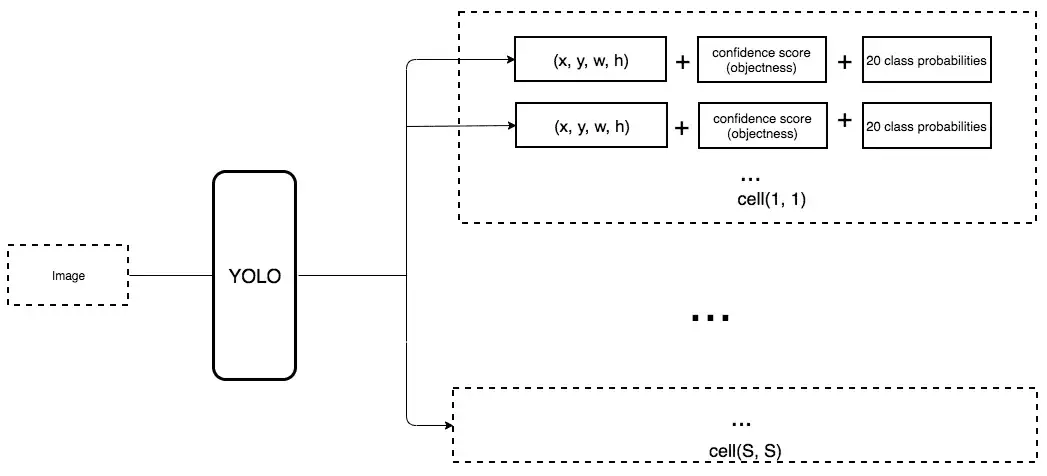 (x, y, w, h) + confidence score (objectness) + 20 class probabilities
(x, y, w, h) + confidence score (objectness) + 20 class probabilities
...
cell(1, 1)
Image
YOLO
...
...
cell(S, S)